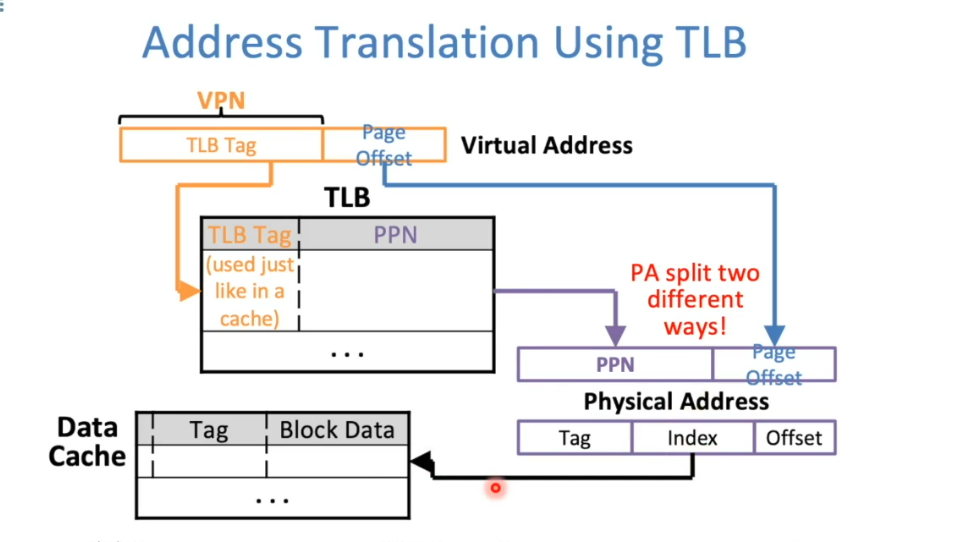 Address Translation Using TLB
VPN
TLB Tag
Page
Offset
Virtual Address
TLB
TLB Tag
PPN
(used just
like in a
cache)
...
PA split two
different
ways!
PPN
Page
Offset
Physical Address
Tag
Index
Offset
Data
Cache
Tag
Block Data
...